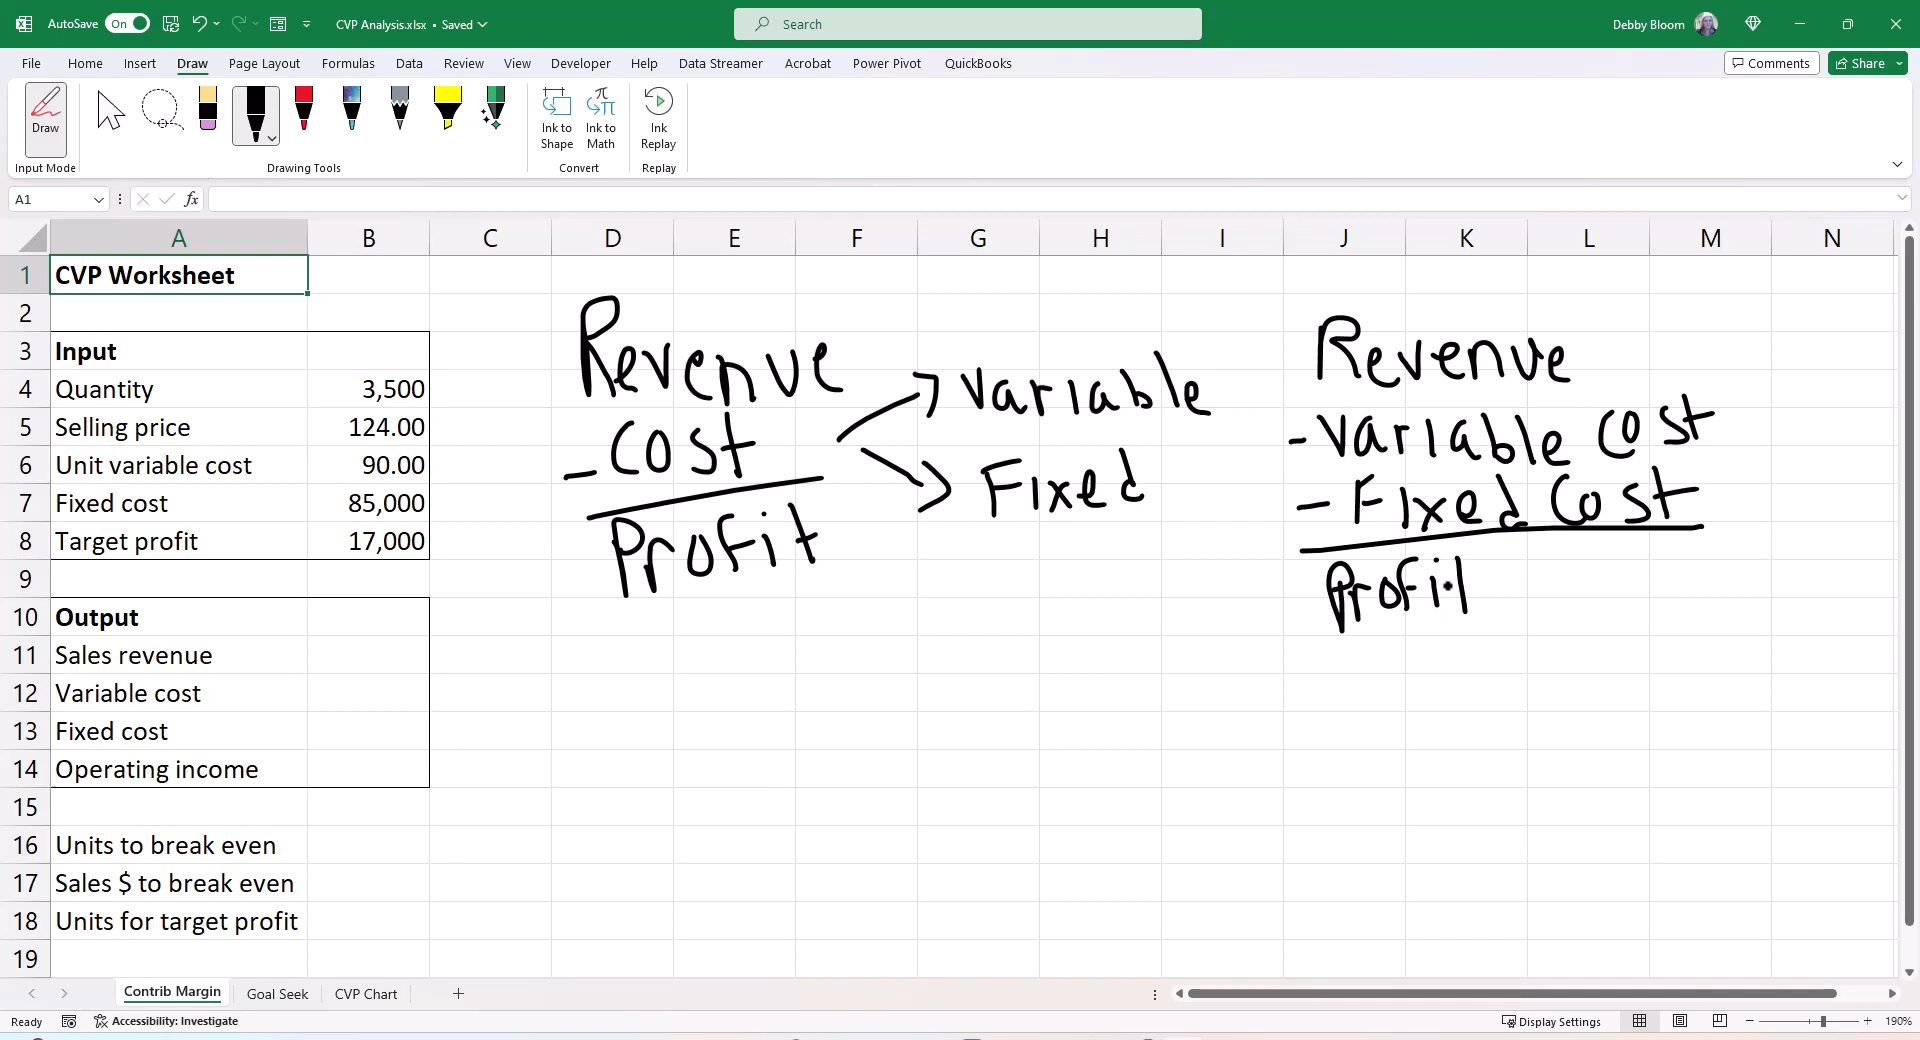 AutoSave On CVP Analysis.xlsx • Saved Search Debby Bloom
File Home Insert Draw Page Layout Formulas Data Review View Developer Help Data Streamer Acrobat Power Pivot QuickBooks Comments Share
Draw
Ink to Shape
Ink to Math
Ink Replay
Input Mode Drawing Tools Convert Replay
A1 fx
A B C D E F G H I J K L M N
1 CVP Worksheet
2
3 Input
4 Quantity 3,500
5 Selling price 124.00
6 Unit variable cost 90.00
7 Fixed cost 85,000
8 Target profit 17,000
9
10 Output
11 Sales revenue
12 Variable cost
13 Fixed cost
14 Operating income
15
16 Units to break even
17 Sales $ to break even
18 Units for target profit
19
Revenue
- Cost
Profit
Variable
Fixed
Revenue
- Variable Cost
- Fixed Cost
Profit
Contrib Margin Goal Seek CVP Chart +
Ready Accessibility: Investigate Display Settings - + 190%